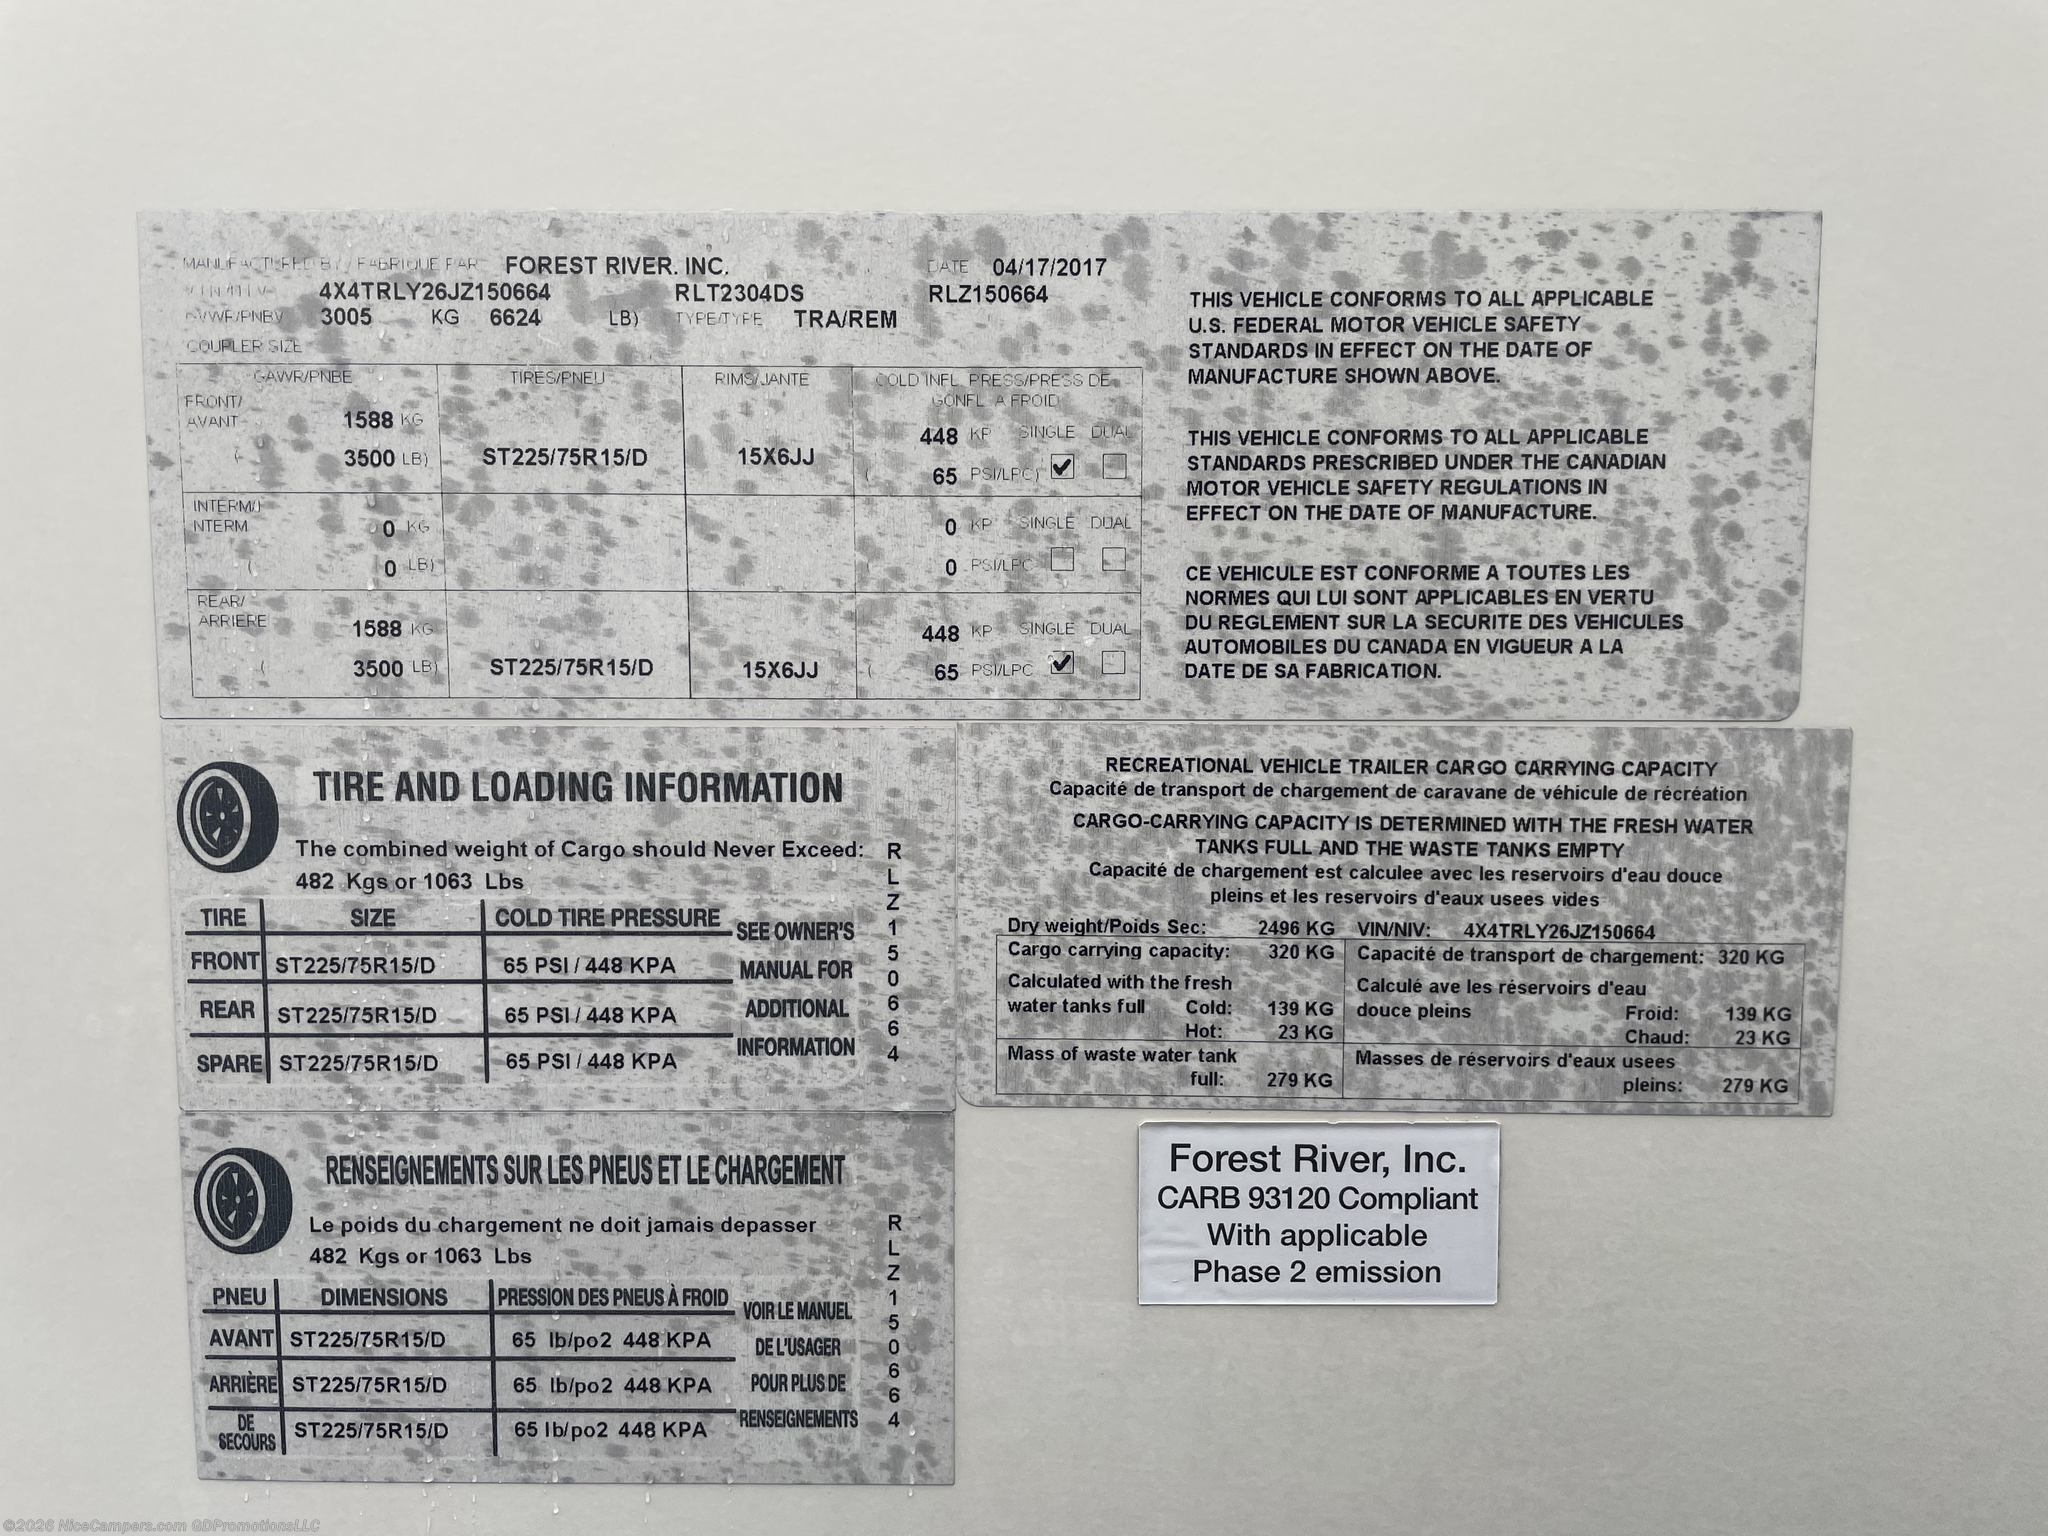 MANUFACTURED BY / FABRIQUE PAR FOREST RIVER. INC. DATE 04/17/2017
4X4TRLY26JZ150664 RLT2304DS RLZ150664
GVWR/PNBV 3005 KG 6624 LB) TYPE/TYPE TRA/REM
COUPLER SIZE
GAWR/PNBE TIRES/PNEU RIMS/JANTE COLD INFL PRESS/PRESS DE
GONFL A FROID
FRONT/
AVANT 1588 KG 448 KP SINGLE DUAL
( 3500 LB) ST225/75R15/D 15X6JJ ( 65 PSI/LPC) ✓
INTERM/I
NTERM 0 KG 0 KP SINGLE DUAL
( 0 LB) 0 PSI/LPC
REAR/
ARRIERE 1588 KG 448 KP SINGLE DUAL
( 3500 LB) ST225/75R15/D 15X6JJ ( 65 PSI/LPC ✓
THIS VEHICLE CONFORMS TO ALL APPLICABLE
U.S. FEDERAL MOTOR VEHICLE SAFETY
STANDARDS IN EFFECT ON THE DATE OF
MANUFACTURE SHOWN ABOVE.
THIS VEHICLE CONFORMS TO ALL APPLICABLE
STANDARDS PRESCRIBED UNDER THE CANADIAN
MOTOR VEHICLE SAFETY REGULATIONS IN
EFFECT ON THE DATE OF MANUFACTURE.
CE VEHICULE EST CONFORME A TOUTES LES
NORMES QUI LUI SONT APPLICABLES EN VERTU
DU REGLEMENT SUR LA SECURITE DES VEHICULES
AUTOMOBILES DU CANADA EN VIGUEUR A LA
DATE DE SA FABRICATION.
TIRE AND LOADING INFORMATION
The combined weight of Cargo should Never Exceed:
482 Kgs or 1063 Lbs
TIRE SIZE COLD TIRE PRESSURE
FRONT ST225/75R15/D 65 PSI / 448 KPA
REAR ST225/75R15/D 65 PSI / 448 KPA
SPARE ST225/75R15/D 65 PSI / 448 KPA
SEE OWNER'S
MANUAL FOR
ADDITIONAL
INFORMATION
RLZ150664
RECREATIONAL VEHICLE TRAILER CARGO CARRYING CAPACITY
Capacité de transport de chargement de caravane de véhicule de récréation
CARGO-CARRYING CAPACITY IS DETERMINED WITH THE FRESH WATER
TANKS FULL AND THE WASTE TANKS EMPTY
Capacité de chargement est calculee avec les reservoirs d'eau douce
pleins et les reservoirs d'eaux usees vides
Dry weight/Poids Sec: 2496 KG VIN/NIV: 4X4TRLY26JZ150664
Cargo carrying capacity: 320 KG Capacité de transport de chargement: 320 KG
Calculated with the fresh Calculé ave les réservoirs d'eau
water tanks full Cold: 139 KG douce pleins Froid: 139 KG
Hot: 23 KG Chaud: 23 KG
Mass of waste water tank Masses de réservoirs d'eaux usees
full: 279 KG pleins: 279 KG
RENSEIGNEMENTS SUR LES PNEUS ET LE CHARGEMENT
Le poids du chargement ne doit jamais depasser
482 Kgs or 1063 Lbs
PNEU DIMENSIONS PRESSION DES PNEUS À FROID
AVANT ST225/75R15/D 65 lb/po2 448 KPA
ARRIÈRE ST225/75R15/D 65 lb/po2 448 KPA
DE
SECOURS ST225/75R15/D 65 lb/po2 448 KPA
VOIR LE MANUEL
DE L'USAGER
POUR PLUS DE
RENSEIGNEMENTS
RLZ150664
Forest River, Inc.
CARB 93120 Compliant
With applicable
Phase 2 emission
©2026 NiceCampers.com GDPromotionsLLC